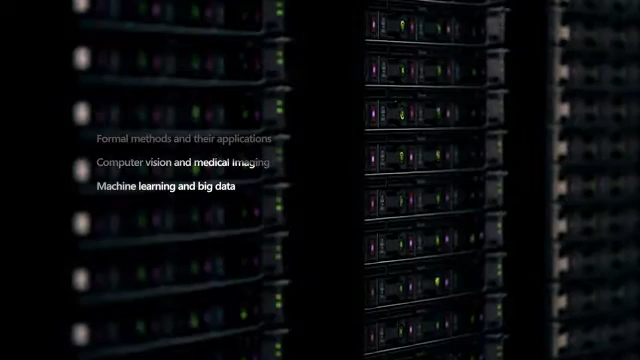 Formal methods and their applications
Computer vision and medical imaging
Machine learning and big data